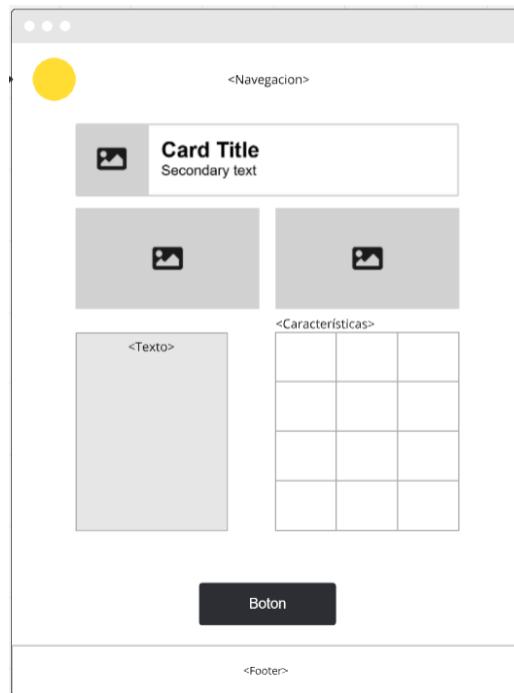 <Navegacion>
Card Title
Secondary text
<Características>
<Texto>
Boton
<Footer>